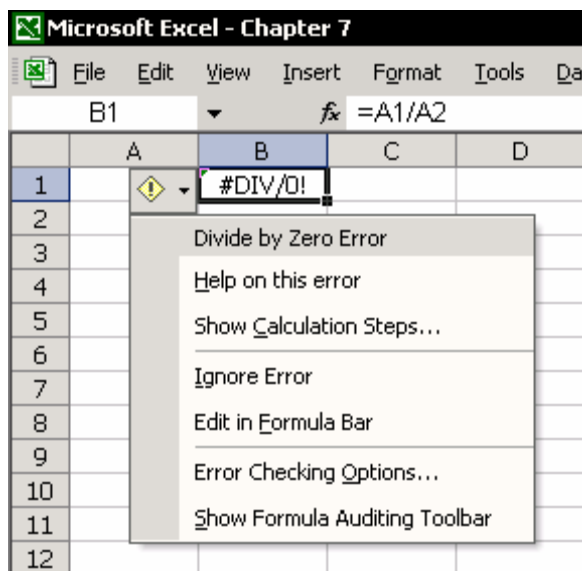 Microsoft Excel - Chapter 7
File Edit View Insert Format Tools Da
B1 fx =A1/A2
A B C D
1 #DIV/0!
2
3 Divide by Zero Error
4 Help on this error
5 Show Calculation Steps...
6
7 Ignore Error
8 Edit in Formula Bar
9
10 Error Checking Options...
11 Show Formula Auditing Toolbar
12